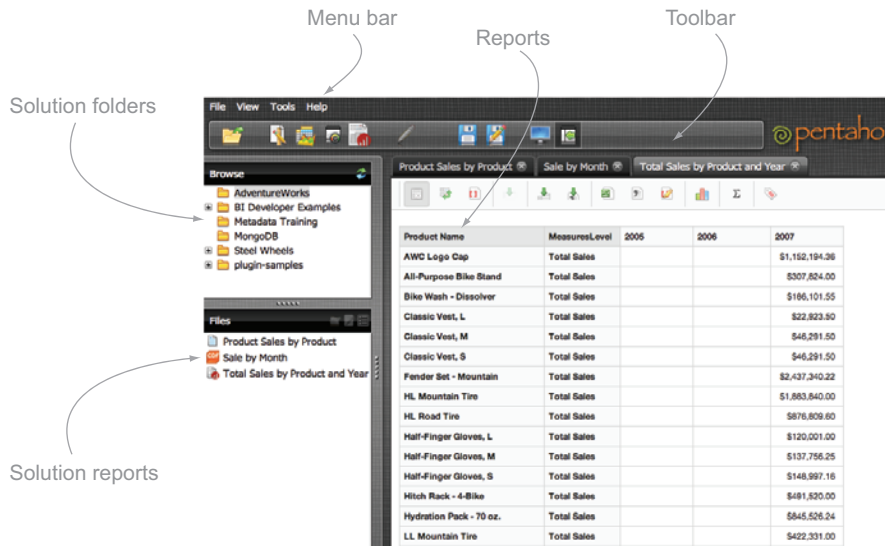 Menu bar
Reports
Toolbar
Solution folders
File View Tools Help
pentaho
Product Sales by Product
Sale by Month
Total Sales by Product and Year
Browse
AdventureWorks
BI Developer Examples
Metadata Training
MongoDB
Steel Wheels
plugin-samples
Files
Product Sales by Product
Sale by Month
Total Sales by Product and Year
Solution reports
Product Name MeasuresLevel 2005 2006 2007
AWC Logo Cap Total Sales $1,152,194.36
All-Purpose Bike Stand Total Sales $307,824.00
Bike Wash - Dissolver Total Sales $186,101.55
Classic Vest, L Total Sales $22,923.50
Classic Vest, M Total Sales $46,291.50
Classic Vest, S Total Sales $46,291.50
Fender Set - Mountain Total Sales $2,437,340.22
HL Mountain Tire Total Sales $1,883,840.00
HL Road Tire Total Sales $876,809.60
Half-Finger Gloves, L Total Sales $120,001.00
Half-Finger Gloves, M Total Sales $137,756.25
Half-Finger Gloves, S Total Sales $148,997.16
Hitch Rack - 4-Bike Total Sales $491,520.00
Hydration Pack - 70 oz. Total Sales $845,526.24
LL Mountain Tire Total Sales $422,331.00